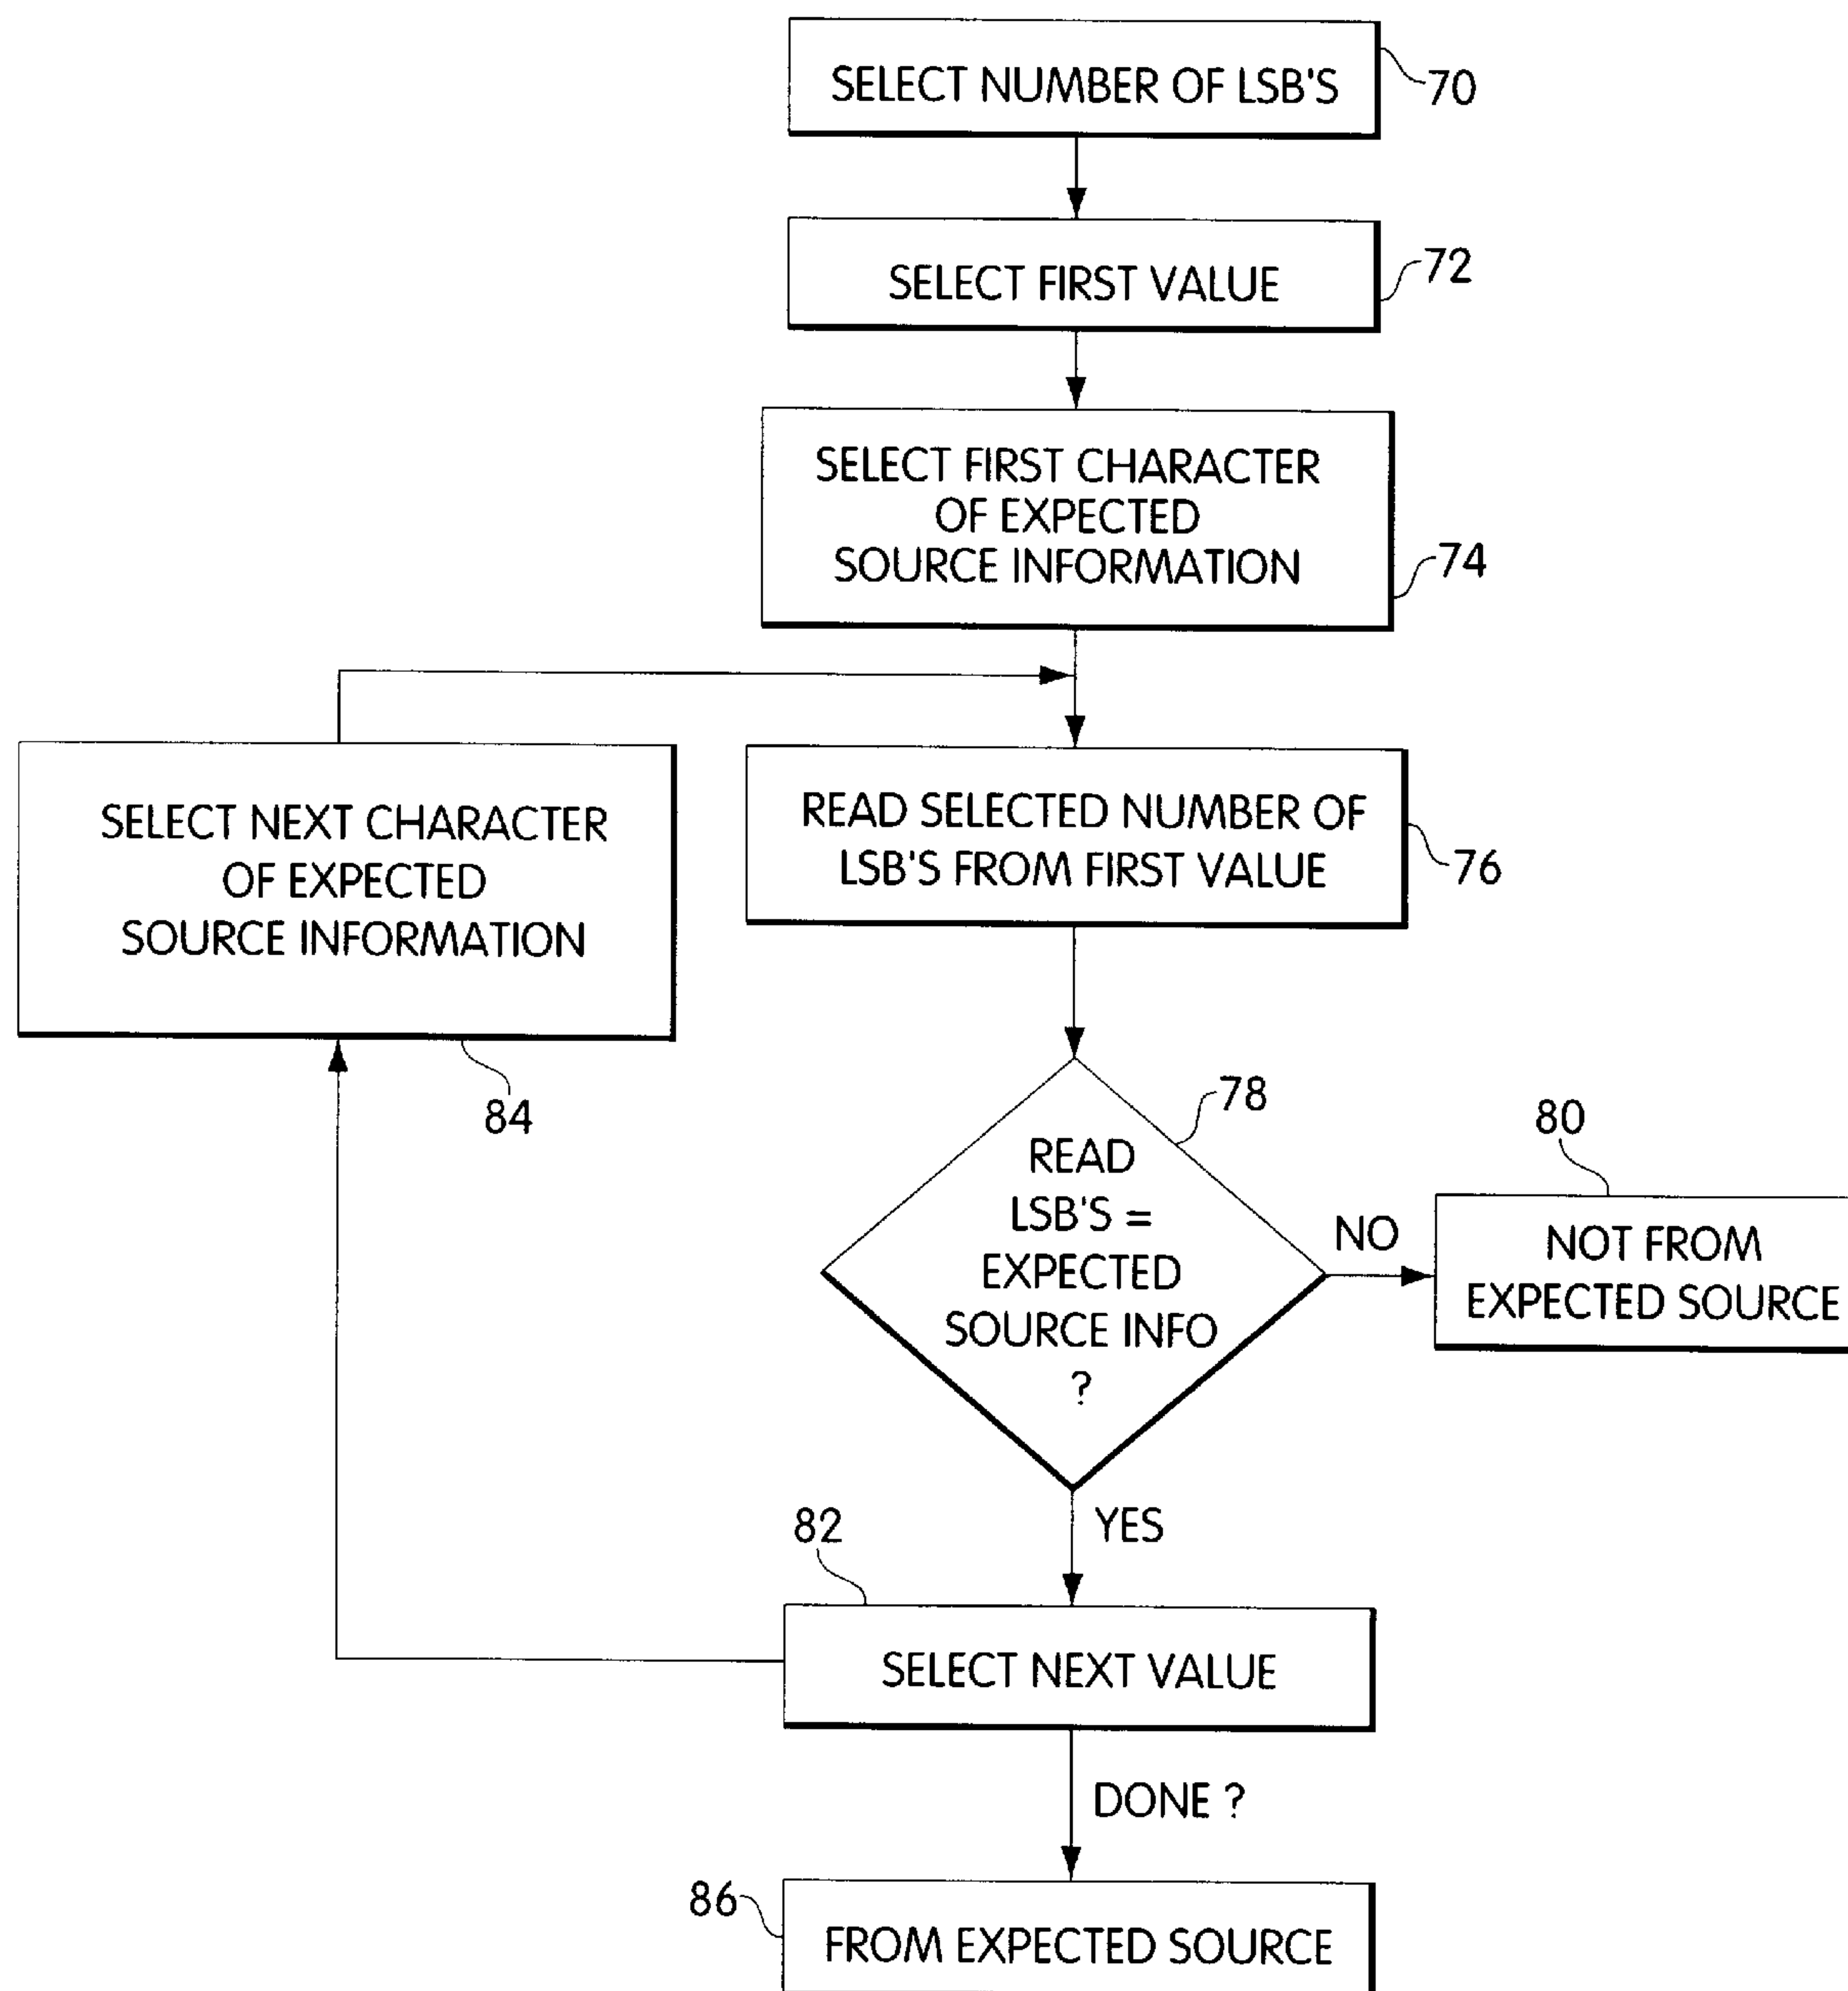 SELECT NUMBER OF LSB'S
70
SELECT FIRST VALUE
72
SELECT FIRST CHARACTER
OF EXPECTED
SOURCE INFORMATION
74
SELECT NEXT CHARACTER
OF EXPECTED
SOURCE INFORMATION
84
READ SELECTED NUMBER OF
LSB'S FROM FIRST VALUE
76
READ
LSB'S =
EXPECTED
SOURCE INFO
?
78
NO
80
NOT FROM
EXPECTED SOURCE
YES
82
SELECT NEXT VALUE
DONE ?
86
FROM EXPECTED SOURCE